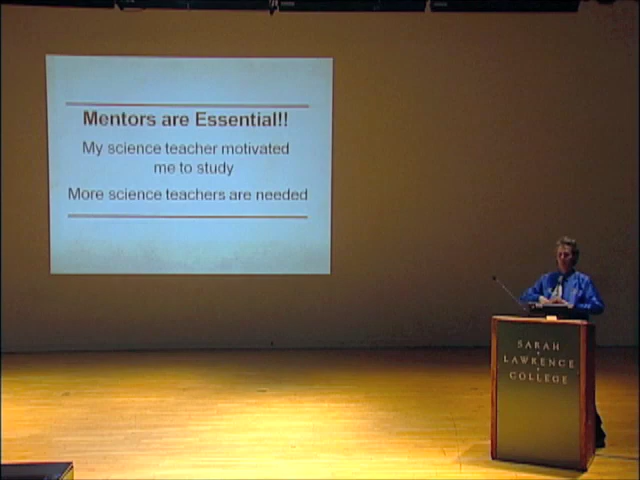 Mentors are Essential!!
My science teacher motivated
me to study
More science teachers are needed
SARAH
LAWRENCE
COLLEGE